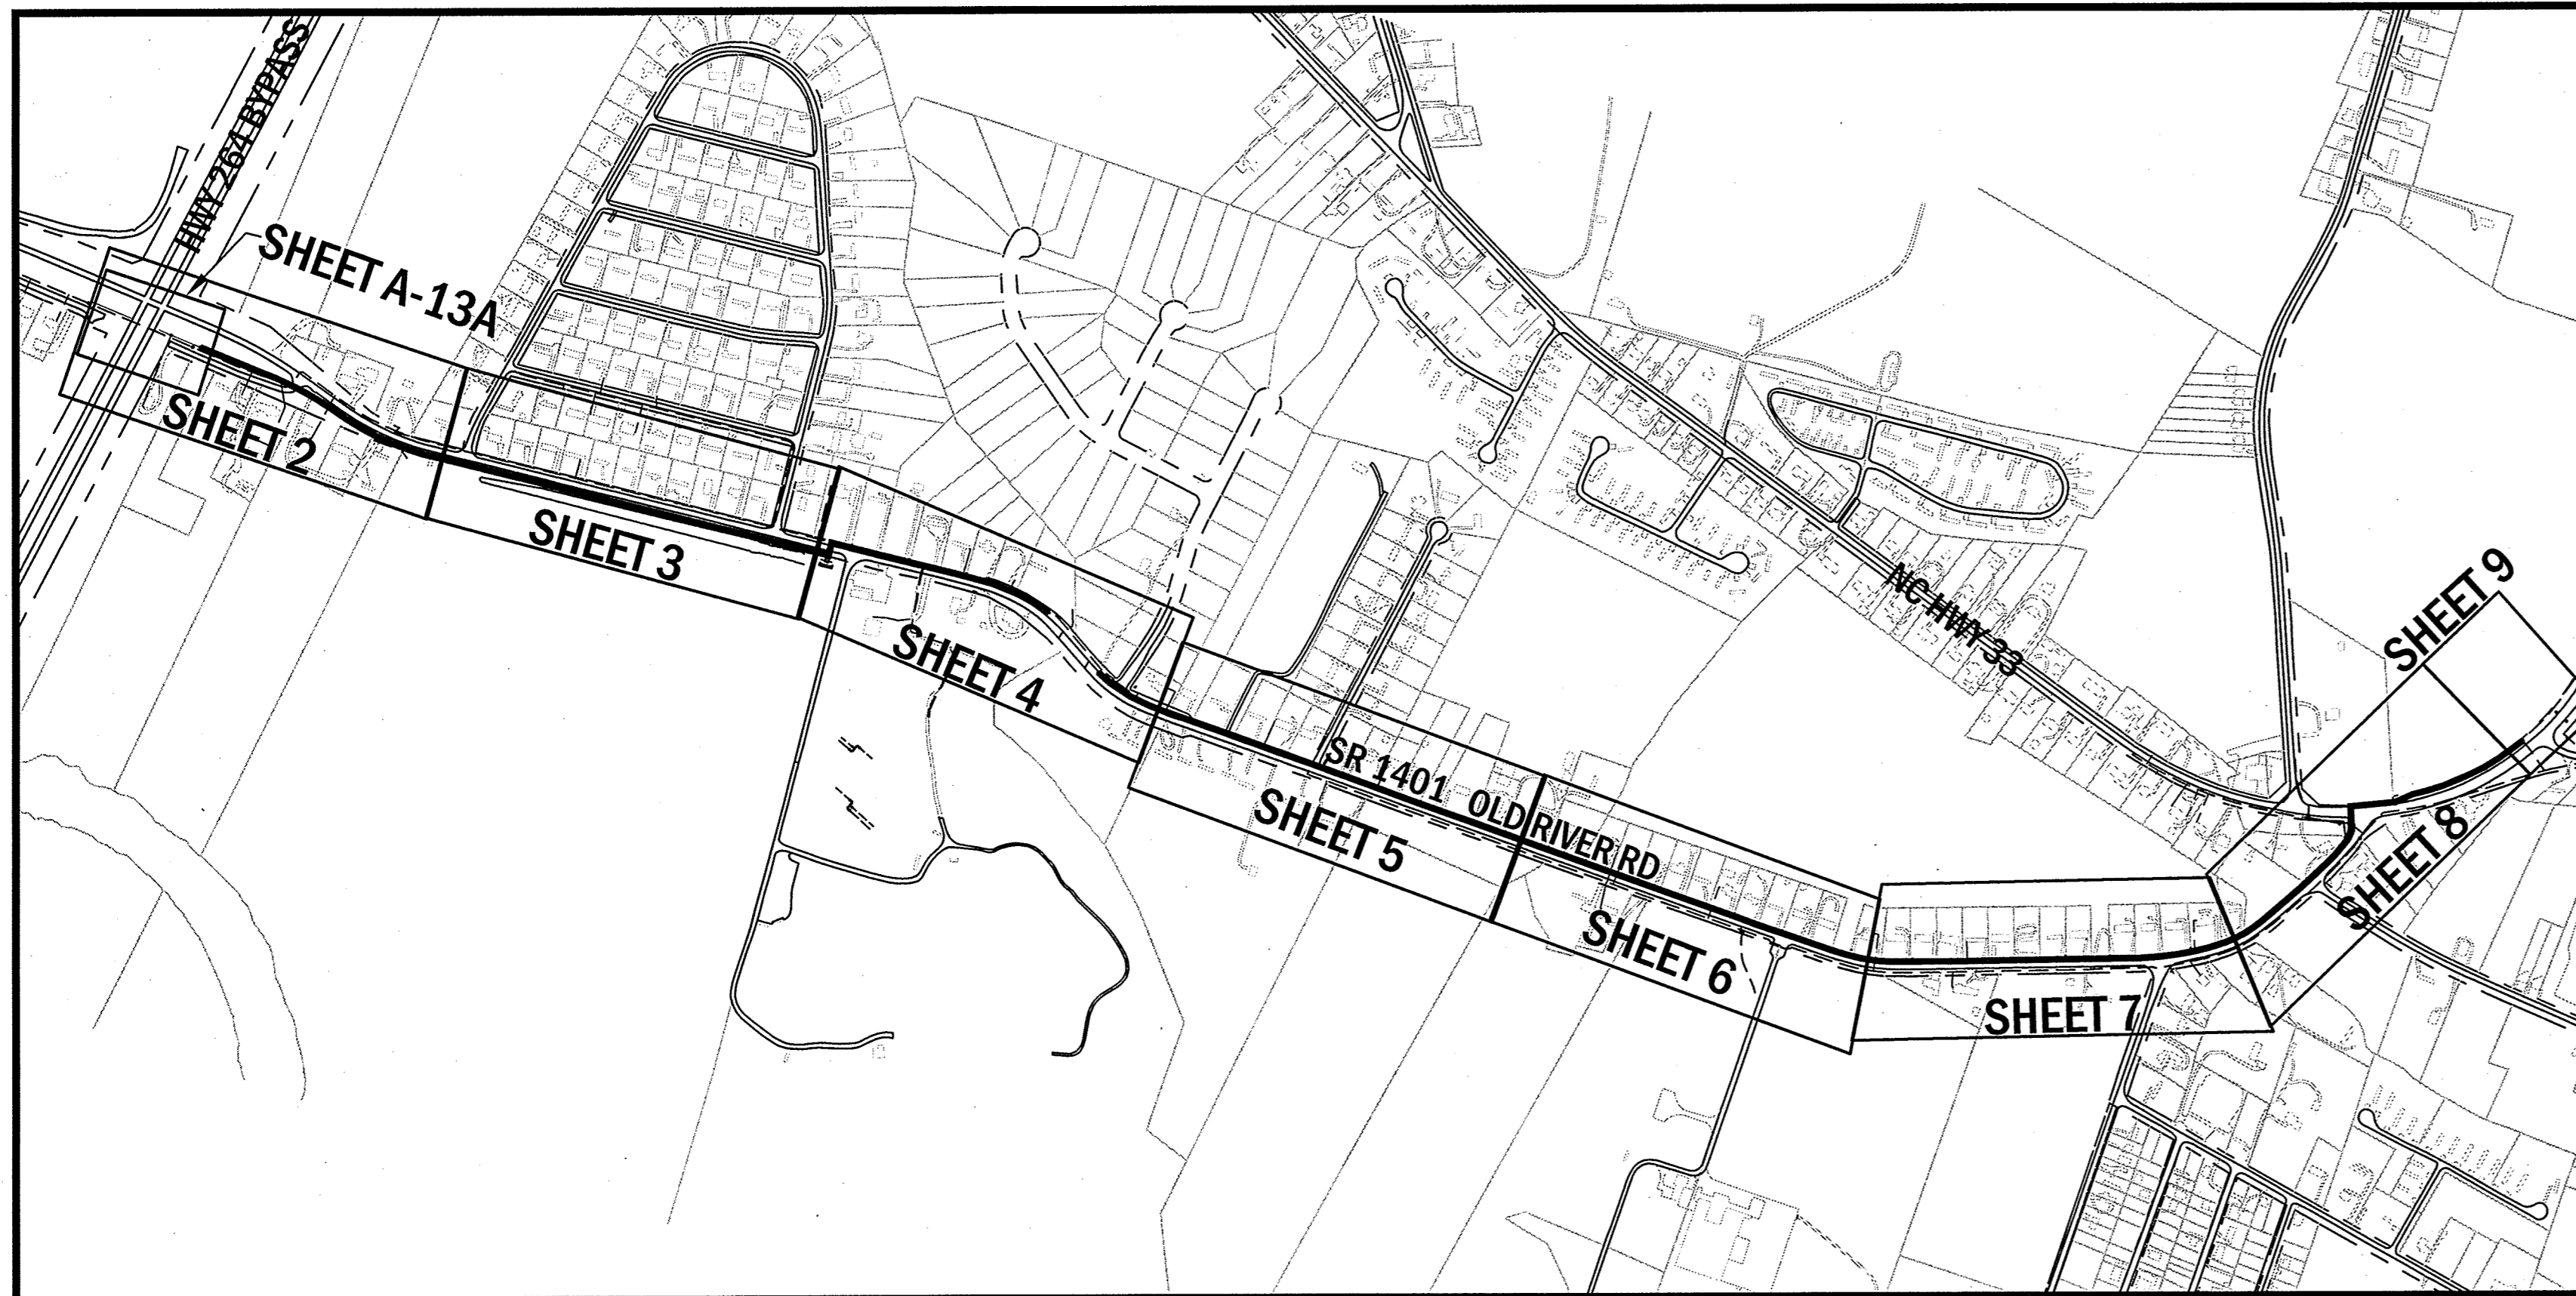 HWY 264 BYPASS
SHEET A-13A
SHEET 2
SHEET 3
SHEET 4
SHEET 5
SR 1401 OLD RIVER RD
SHEET 6
SHEET 7
NC HWY 33
SHEET 8
SHEET 9